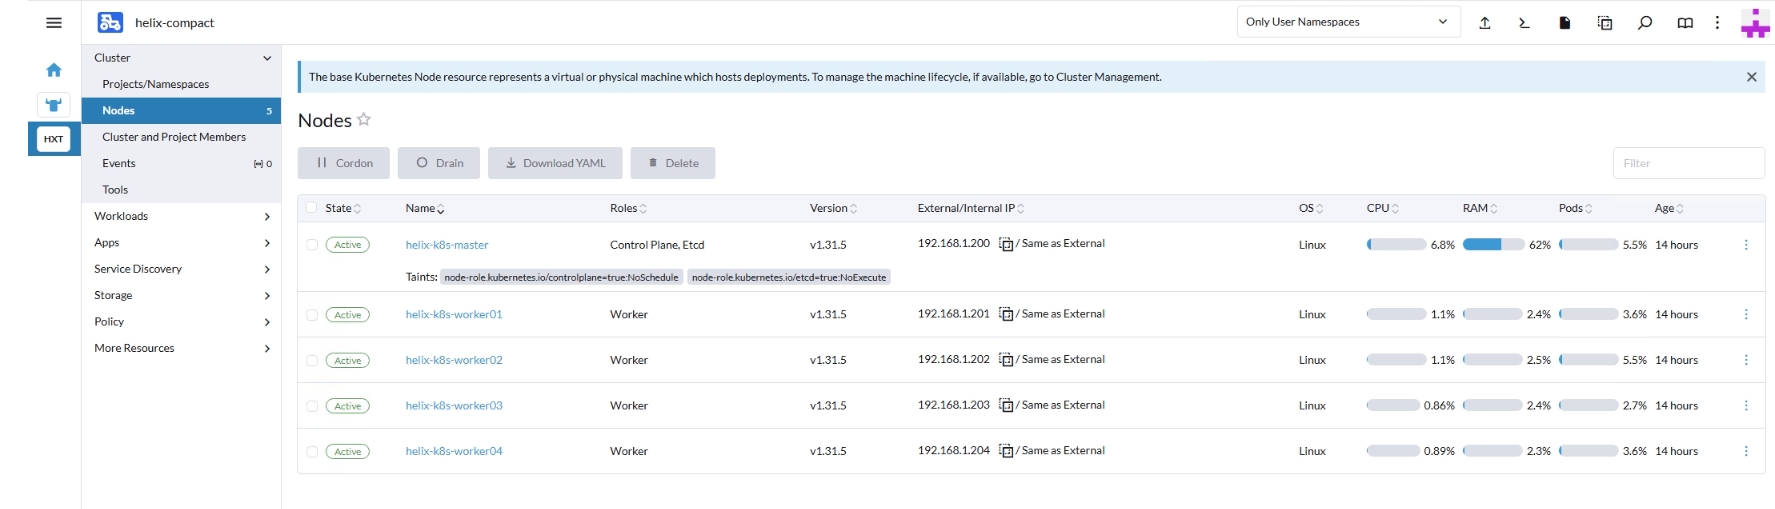 helix-compact
Only User Namespaces
HXT
Cluster
Projects/Namespaces
Nodes 5
Cluster and Project Members
Events 0
Tools
Workloads
Apps
Service Discovery
Storage
Policy
More Resources
The base Kubernetes Node resource represents a virtual or physical machine which hosts deployments. To manage the machine lifecycle, if available, go to Cluster Management.
Nodes
Cordon Drain Download YAML Delete Filter
State Name Roles Version External/Internal IP OS CPU RAM Pods Age
Active helix-k8s-master Control Plane, Etcd v1.31.5 192.168.1.200 / Same as External Linux 6.8% 62% 5.5% 14 hours
Taints: node-role.kubernetes.io/controlplane=true:NoSchedule node-role.kubernetes.io/etcd=true:NoExecute
Active helix-k8s-worker01 Worker v1.31.5 192.168.1.201 / Same as External Linux 1.1% 2.4% 3.6% 14 hours
Active helix-k8s-worker02 Worker v1.31.5 192.168.1.202 / Same as External Linux 1.1% 2.5% 5.5% 14 hours
Active helix-k8s-worker03 Worker v1.31.5 192.168.1.203 / Same as External Linux 0.86% 2.4% 2.7% 14 hours
Active helix-k8s-worker04 Worker v1.31.5 192.168.1.204 / Same as External Linux 0.89% 2.3% 3.6% 14 hours